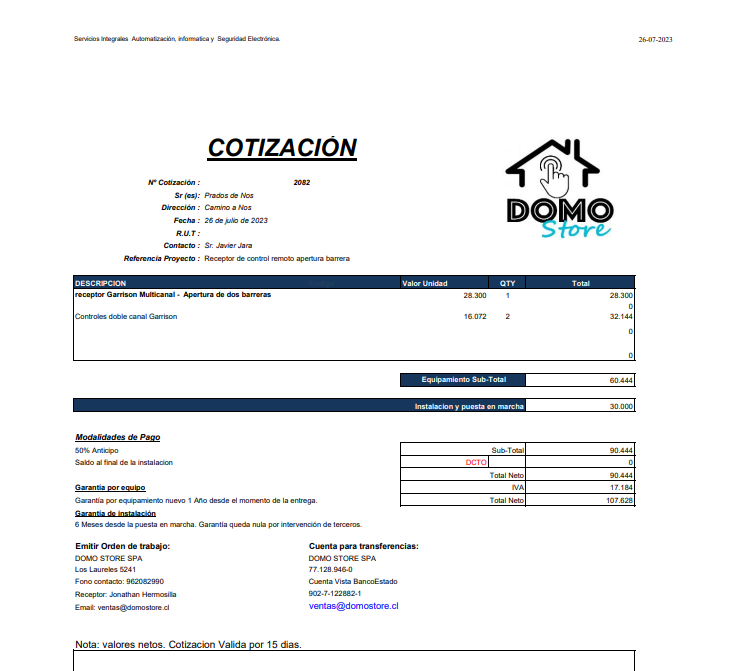 Servicios Integrales Automatización, informatica y Seguridad Electrónica.
26-07-2023
COTIZACIÓN
DOMO
Store
Nº Cotización : 2082
Sr (es): Prados de Nos
Dirección : Camino a Nos
Fecha : 26 de julio de 2023
R.U.T :
Contacto : Sr. Javier Jara
Referencia Proyecto : Receptor de control remoto apertura barrera
DESCRIPCION Valor Unidad QTY Total
receptor Garrison Multicanal - Apertura de dos barreras 28.300 1 28.300
0
Controles doble canal Garrison 16.072 2 32.144
0
0
Equipamiento Sub-Total 60.444
Instalacion y puesta en marcha 30.000
Modalidades de Pago
50% Anticipo Sub-Total 90.444
Saldo al final de la instalacion DCTO 0
Total Neto 90.444
Garantía por equipo IVA 17.184
Garantía por equipamiento nuevo 1 Año desde el momento de la entrega. Total Neto 107.628
Garantía de instalación
6 Meses desde la puesta en marcha. Garantía queda nula por intervención de terceros.
Emitir Orden de trabajo: Cuenta para transferencias:
DOMO STORE SPA DOMO STORE SPA
Los Laureles 5241 77.128.946-0
Fono contacto: 962082990 Cuenta Vista BancoEstado
Receptor: Jonathan Hermosilla 902-7-122882-1
Email: ventas@domostore.cl ventas@domostore.cl
Nota: valores netos. Cotizacion Valida por 15 dias.